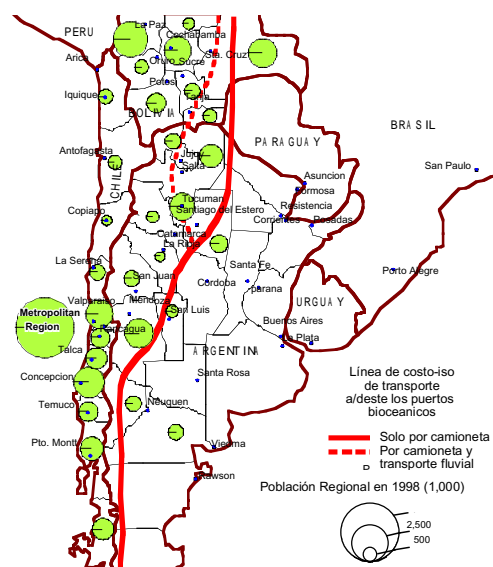 PERU
La Paz
Cochabamba
Arica
Oruro
Sucre
Sta. Cruz
Potosi
Iquique
Tarija
BOLIVIA
BRASIL
PARAGUAY
Antofagasta
CHILE
Jujoy
Salta
San Paulo
Asuncion
Formosa
Tucuman
Resistencia
Santiago del Estero
Copiapo
Corrientes
Posadas
Catamarca
La Rioja
La Serena
San Juan
Cordoba
Santa Fe
parana
Porto Alegre
Valparaiso
Mendoza
URGUAY
Metropolitan
Region
San Luis
Rancagua
Buenos Aires
La Plata
Talca
ARGENTINA
Concepcion
Santa Rosa
Temuco
Neuquen
Pto. Montt
Viedma
Rawson
Línea de costo-iso
de transporte
a/deste los puertos
bioceanicos
Solo por camioneta
Por camioneta y
transporte fluvial
Población Regional en 1998 (1,000)
2,500
500